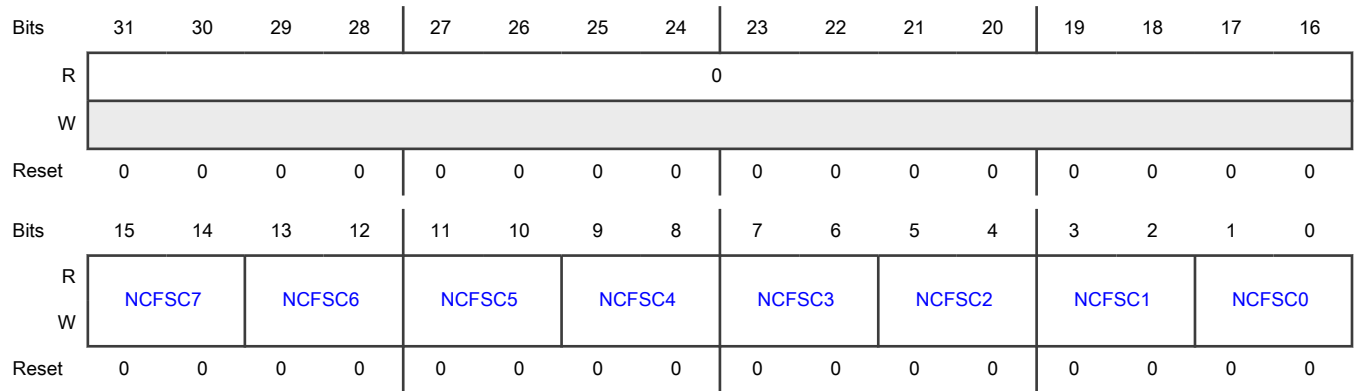 Bits 31 30 29 28 27 26 25 24 23 22 21 20 19 18 17 16
R 0
W
Reset 0 0 0 0 0 0 0 0 0 0 0 0 0 0 0 0
Bits 15 14 13 12 11 10 9 8 7 6 5 4 3 2 1 0
R
NCFSC7 NCFSC6 NCFSC5 NCFSC4 NCFSC3 NCFSC2 NCFSC1 NCFSC0
W
Reset 0 0 0 0 0 0 0 0 0 0 0 0 0 0 0 0